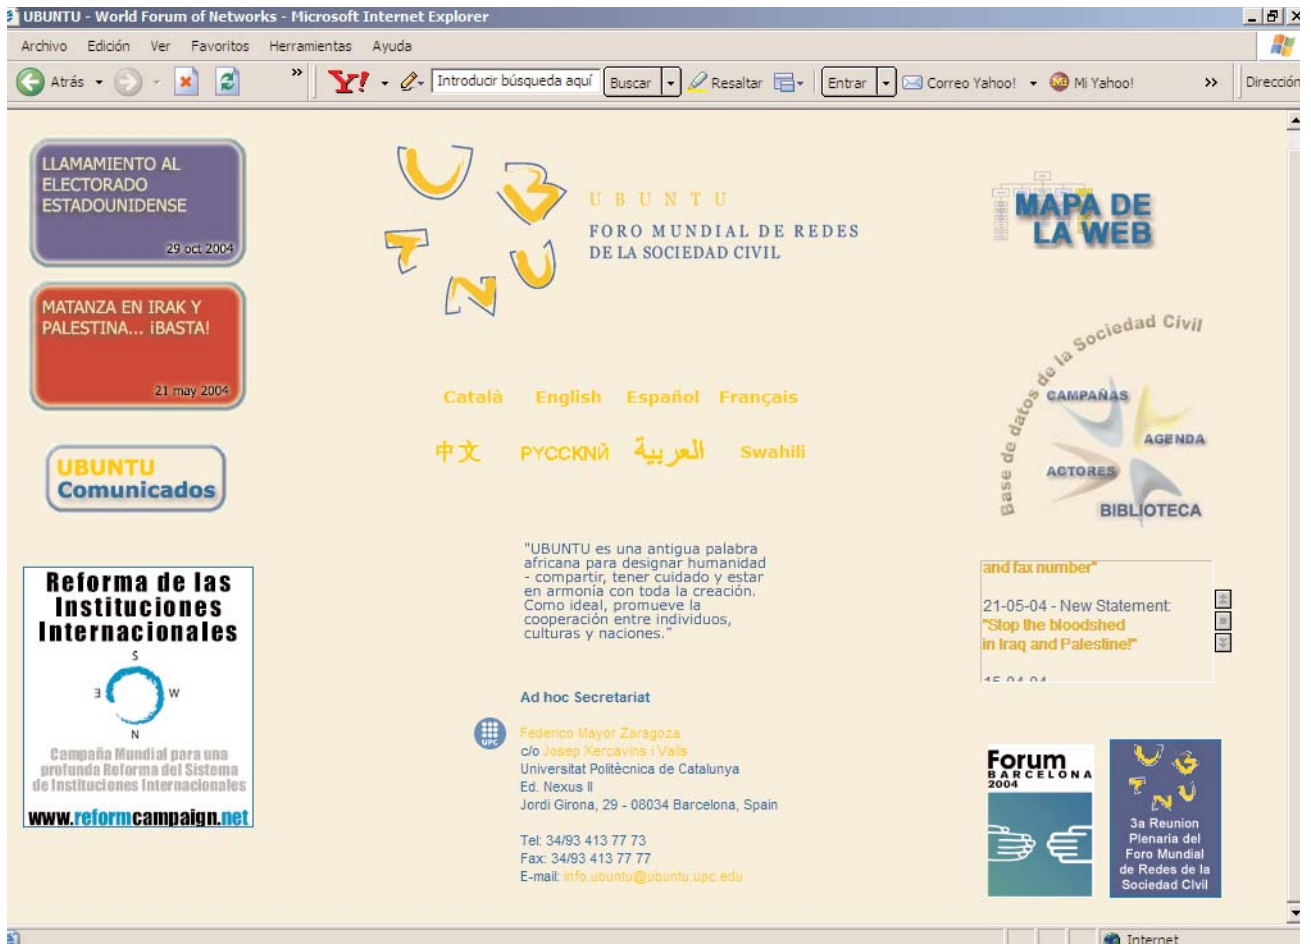 UBUNTU - World Forum of Networks - Microsoft Internet Explorer
Archivo Edición Ver Favoritos Herramientas Ayuda
Atrás » Y! Introducir búsqueda aquí Buscar Resaltar Entrar Correo Yahoo! Mi Yahoo! » Dirección
LLAMAMIENTO AL
ELECTORADO
ESTADOUNIDENSE
29 oct 2004
MATANZA EN IRAK Y
PALESTINA... ¡BASTA!
21 may 2004
UBUNTU
Comunicados
Reforma de las
Instituciones
Internacionales
S
E W
N
Campaña Mundial para una
profunda Reforma del Sistema
de Instituciones Internacionales
www.reformcampaign.net
U B
T N U
U B U N T U
FORO MUNDIAL DE REDES
DE LA SOCIEDAD CIVIL
Català English Español Français
中文 РУССКNЙ العربية Swahili
"UBUNTU es una antigua palabra
africana para designar humanidad
- compartir, tener cuidado y estar
en armonía con toda la creación.
Como ideal, promueve la
cooperación entre individuos,
culturas y naciones."
Ad hoc Secretariat
UPC
Federico Mayor Zaragoza
c/o Josep Xercavins i Valls
Universitat Politècnica de Catalunya
Ed. Nexus II
Jordi Girona, 29 - 08034 Barcelona, Spain
Tel: 34/93 413 77 73
Fax: 34/93 413 77 77
E-mail: info.ubuntu@ubuntu.upc.edu
MAPA DE
LA WEB
Base de datos de la Sociedad Civil
CAMPAÑAS
AGENDA
ACTORES
BIBLIOTECA
and fax number"
21-05-04 - New Statement:
"Stop the bloodshed
in Iraq and Palestine!"
15-04-04
Forum
BARCELONA
2004
U B
T N U
3a Reunion
Plenaria del
Foro Mundial
de Redes de la
Sociedad Civil
Internet